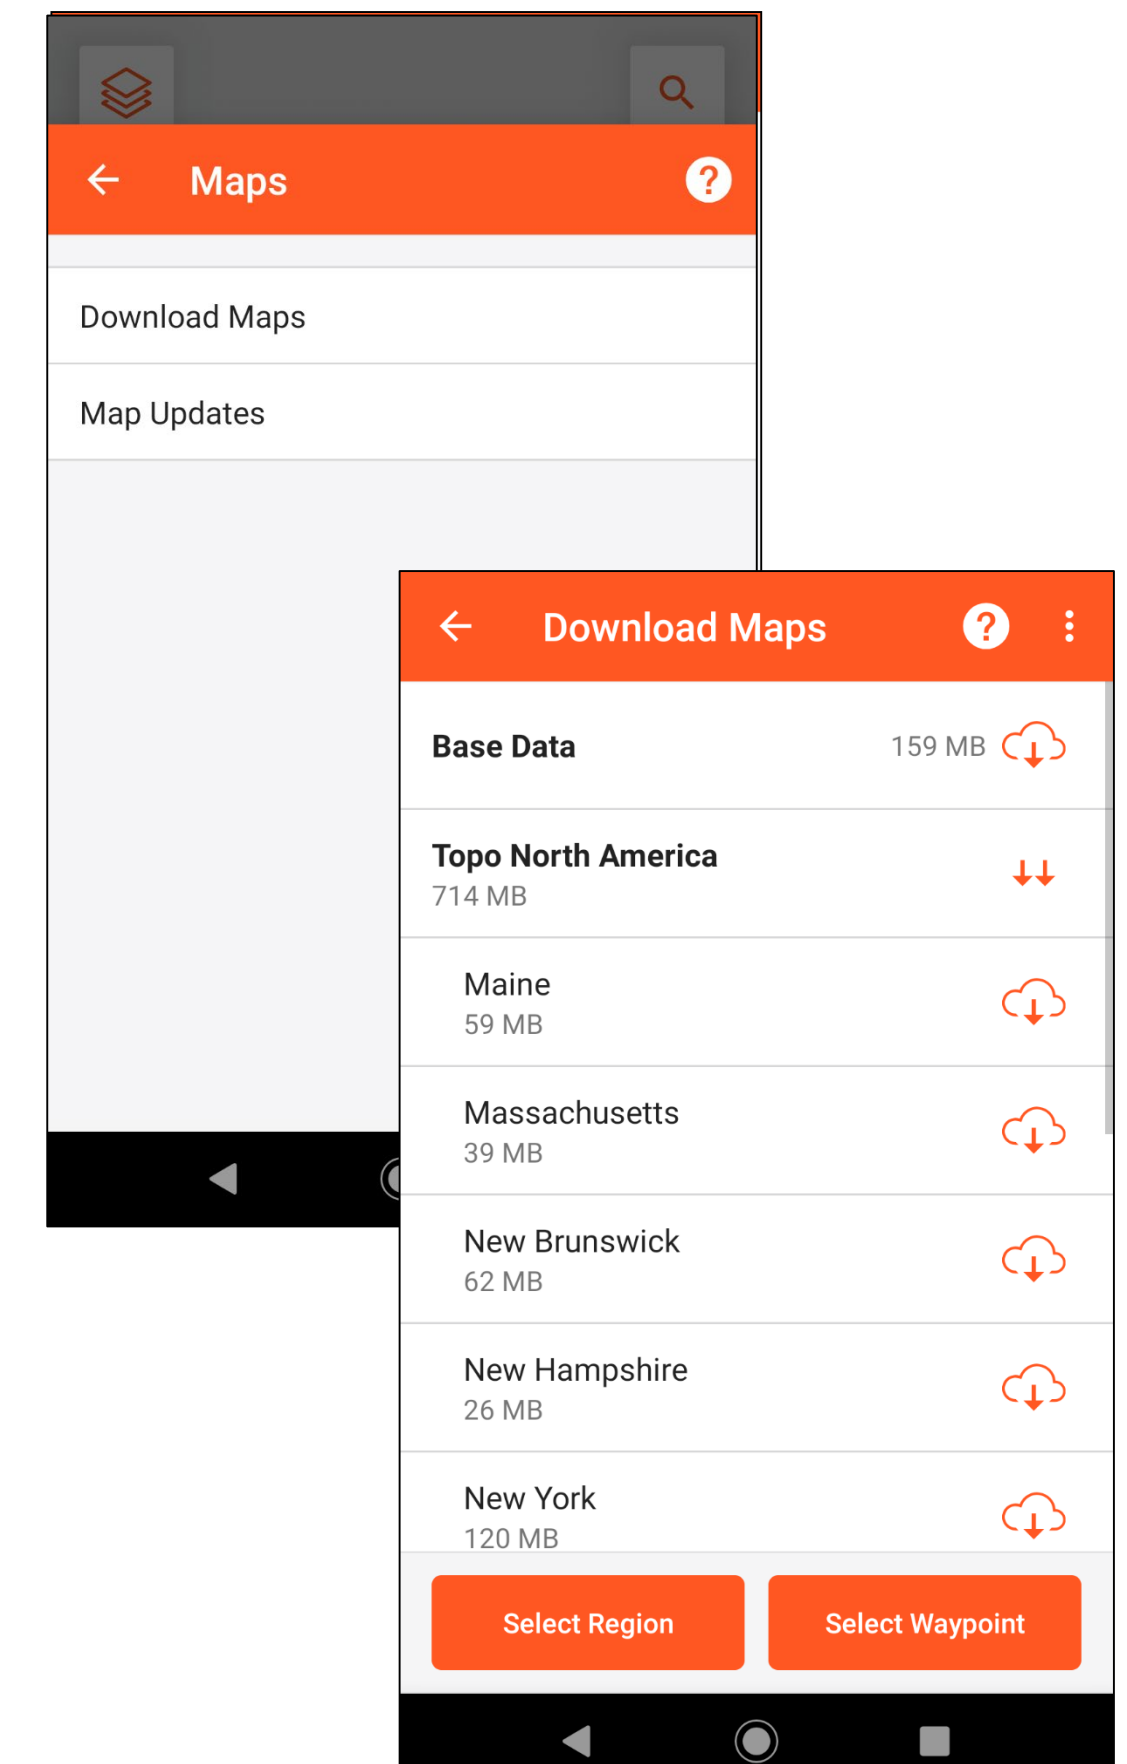 Maps
?
Download Maps
Map Updates
Download Maps
?
Base Data
159 MB
Topo North America
714 MB
Maine
59 MB
Massachusetts
39 MB
New Brunswick
62 MB
New Hampshire
26 MB
New York
120 MB
Select Region
Select Waypoint